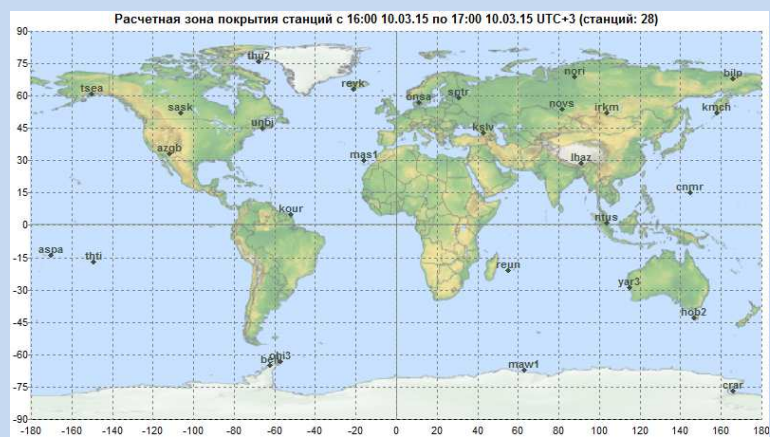 Расчетная зона покрытия станций с 16:00 10.03.15 по 17:00 10.03.15 UTC+3 (станций: 28)
90
75
60
45
30
15
0
-15
-30
-45
-60
-75
-90
thu2
tsea
sask
unbj
azgb
reyk
onsa
sptr
nori
bilp
novs
irkm
kmch
kslv
mas1
lhaz
cnmr
kour
ntus
aspa
thti
reun
yar3
hob2
ohi3
maw1
crar
-180 -160 -140 -120 -100 -80 -60 -40 -20 0 20 40 60 80 100 120 140 160 180